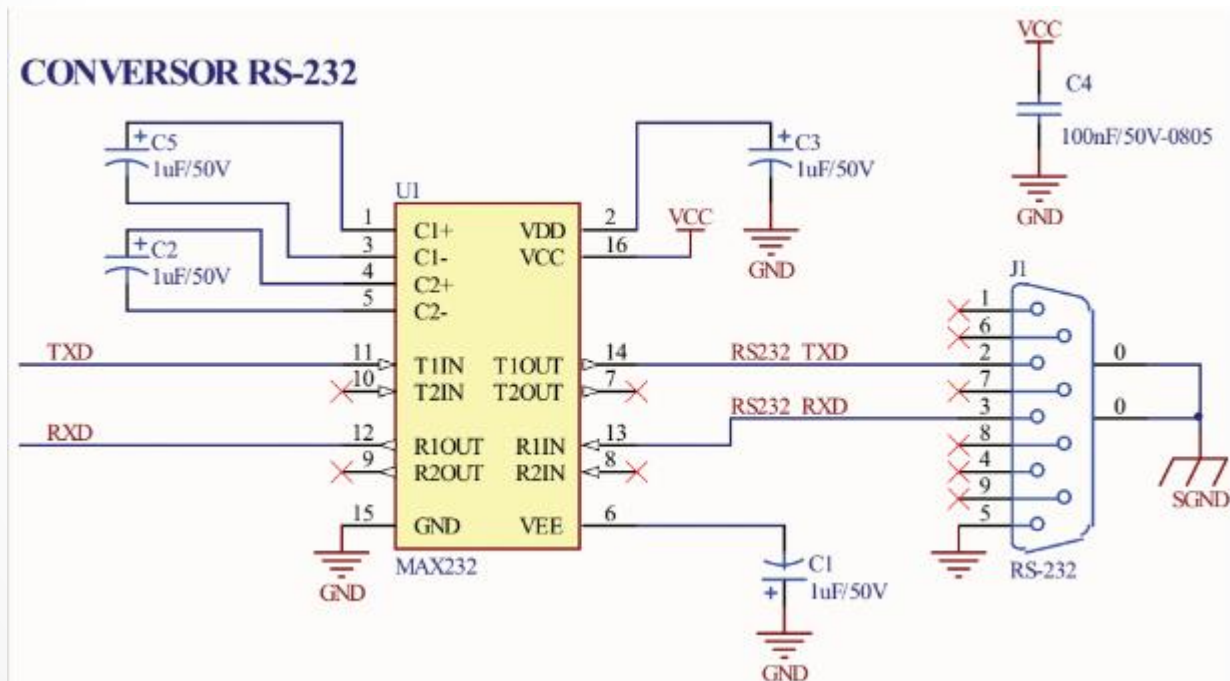 CONVERSOR RS-232
VCC
C4
100nF/50V-0805
GND
+ C5
1uF/50V
+ C3
1uF/50V
GND
+ C2
1uF/50V
U1
1 C1+ VDD 2
3 C1- VCC 16 VCC
4 C2+
5 C2-
TXD 11 T1IN T1OUT 14 RS232 TXD
10 T2IN T2OUT 7
RXD 12 R1OUT R1IN 13 RS232 RXD
9 R2OUT R2IN 8
15 GND VEE 6
GND
MAX232
C1
+ 1uF/50V
GND
J1
1
6
2 0
7
3 0
8
4
9
5
SGND
RS-232